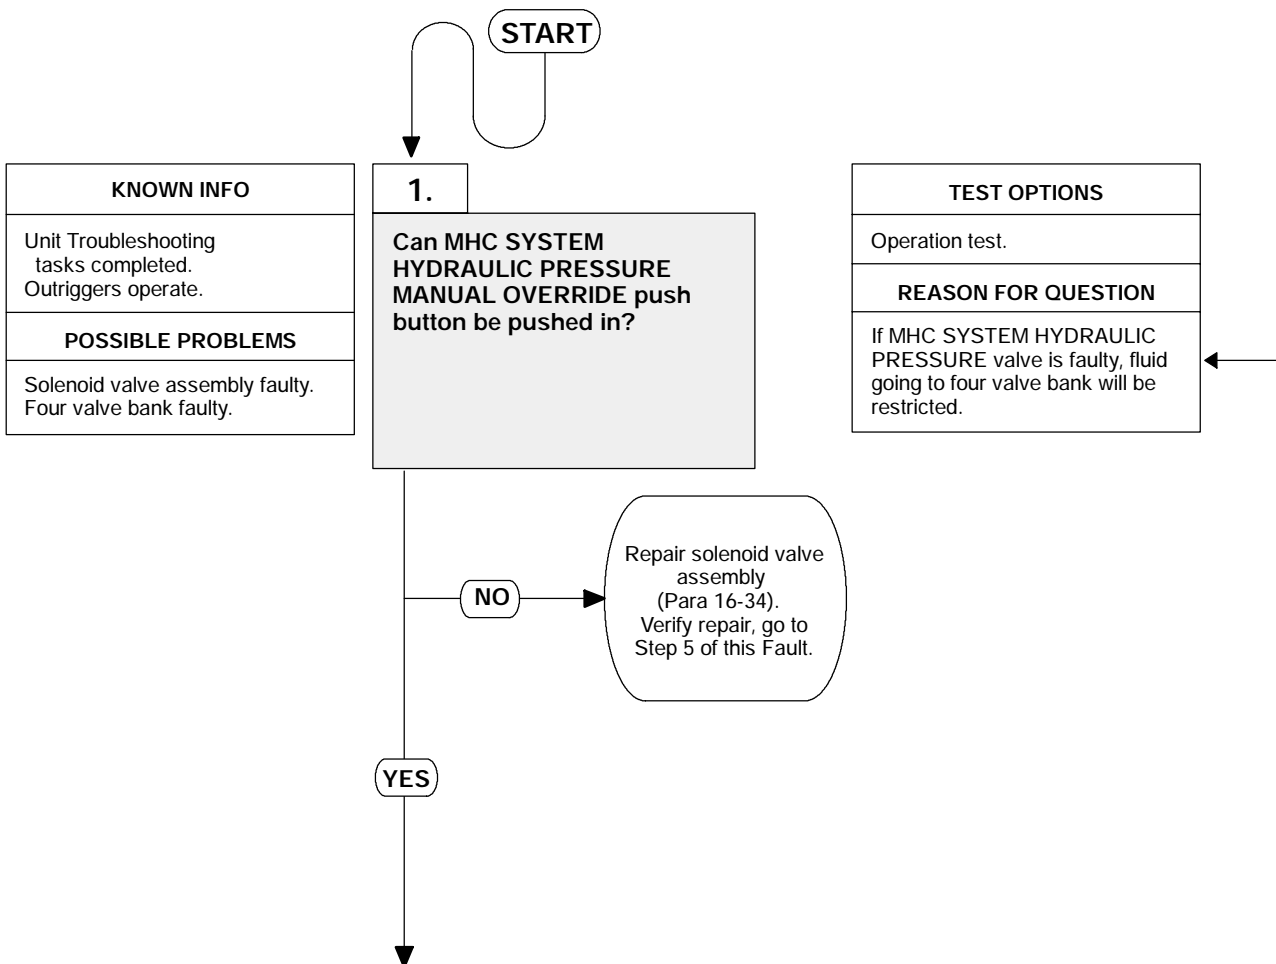 START
KNOWN INFO
Unit Troubleshooting
tasks completed.
Outriggers operate.
POSSIBLE PROBLEMS
Solenoid valve assembly faulty.
Four valve bank faulty.
1.
Can MHC SYSTEM
HYDRAULIC PRESSURE
MANUAL OVERRIDE push
button be pushed in?
TEST OPTIONS
Operation test.
REASON FOR QUESTION
If MHC SYSTEM HYDRAULIC
PRESSURE valve is faulty, fluid
going to four valve bank will be
restricted.
NO
Repair solenoid valve
assembly
(Para 16-34).
Verify repair, go to
Step 5 of this Fault.
YES